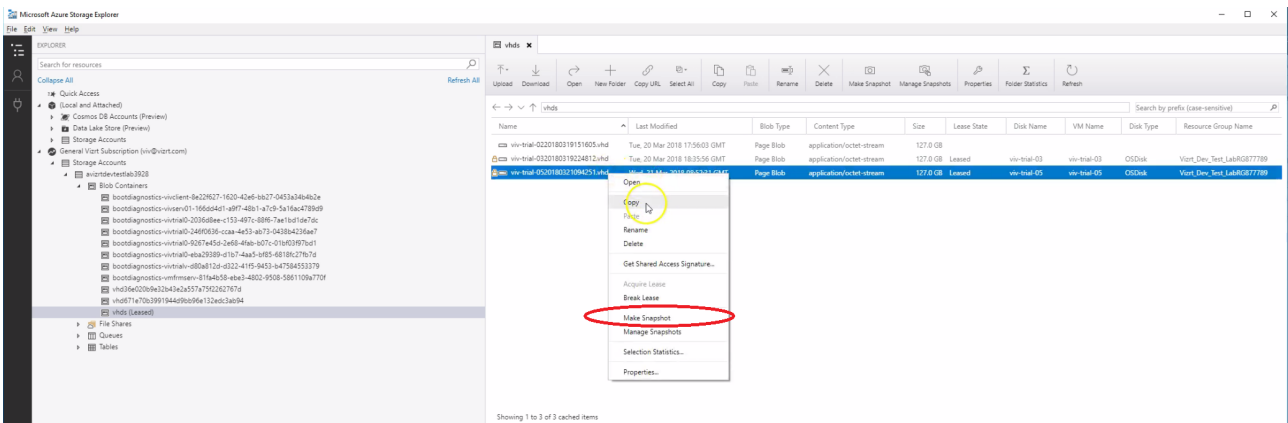 Microsoft Azure Storage Explorer
File Edit View Help
EXPLORER
Search for resources
Collapse All Refresh All
Quick Access
(Local and Attached)
Cosmos DB Accounts (Preview)
Data Lake Store (Preview)
Storage Accounts
General Vizrt Subscription (viv@vizrt.com)
Storage Accounts
avizrtdevtestlab3928
Blob Containers
bootdiagnostics-vivclient-8e22f627-1620-42e6-bb27-0453a34b4b2e
bootdiagnostics-vivserv01-166dd4d1-a9f7-48b1-a7c9-5a16ac4789d9
bootdiagnostics-vivtrial0-2036d8ee-c153-497c-88f6-7ae1bd1de7dc
bootdiagnostics-vivtrial0-246f0636-ccaa-4e53-ab73-0438b4236ae7
bootdiagnostics-vivtrial0-9267e45d-2e68-4fab-b07c-01bf03f97bd1
bootdiagnostics-vivtrial0-eba29389-d1b7-4aa5-bf85-6818fc27fb7d
bootdiagnostics-vivtrialv-d80a812d-d322-41f5-9453-b47584553379
bootdiagnostics-vmfrmserv-81fa4b58-ebe3-4802-9508-5861109a770f
vhd36e020b9e32b43e2a557a75f2262767d
vhd671e70b3991944d9bb96e132edc3ab94
vhds (Leased)
File Shares
Queues
Tables
vhds
Upload Download Open New Folder Copy URL Select All Copy Paste Rename Delete Make Snapshot Manage Snapshots Properties Folder Statistics Refresh
vhds Search by prefix (case-sensitive)
Name Last Modified Blob Type Content Type Size Lease State Disk Name VM Name Disk Type Resource Group Name
viv-trial-0220180319151605.vhd Tue, 20 Mar 2018 17:56:03 GMT Page Blob application/octet-stream 127.0 GB
viv-trial-0320180319224812.vhd Tue, 20 Mar 2018 18:35:56 GMT Page Blob application/octet-stream 127.0 GB Leased viv-trial-03 viv-trial-03 OSDisk Vizrt_Dev_Test_LabRG877789
viv-trial-0520180321094251.vhd Wed, 21 Mar 2018 09:52:31 GMT Page Blob application/octet-stream 127.0 GB Leased viv-trial-05 viv-trial-05 OSDisk Vizrt_Dev_Test_LabRG877789
Open
Copy
Paste
Rename
Delete
Get Shared Access Signature...
Acquire Lease
Break Lease
Make Snapshot
Manage Snapshots
Selection Statistics...
Properties...
Showing 1 to 3 of 3 cached items